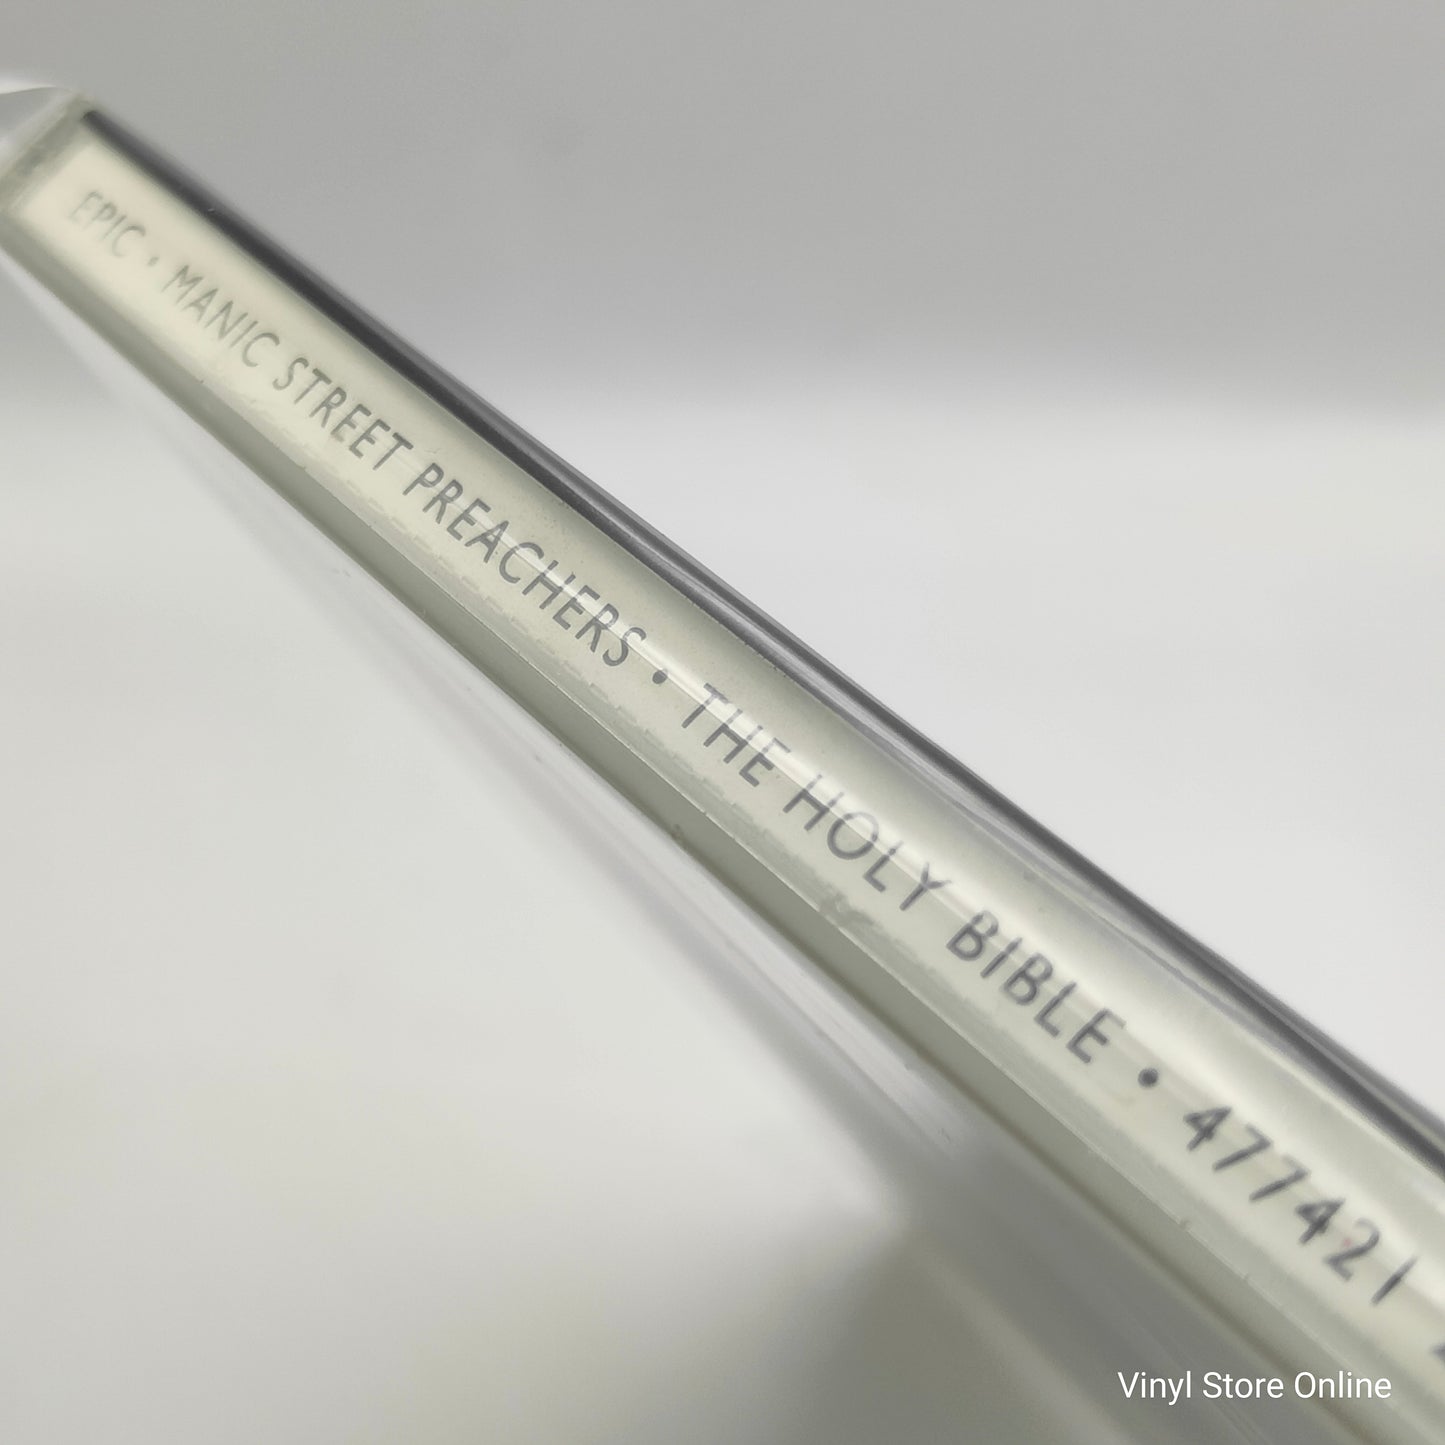 EPIC • MANIC STREET PREACHERS • THE HOLY BIBLE • 477421
Vinyl Store Online